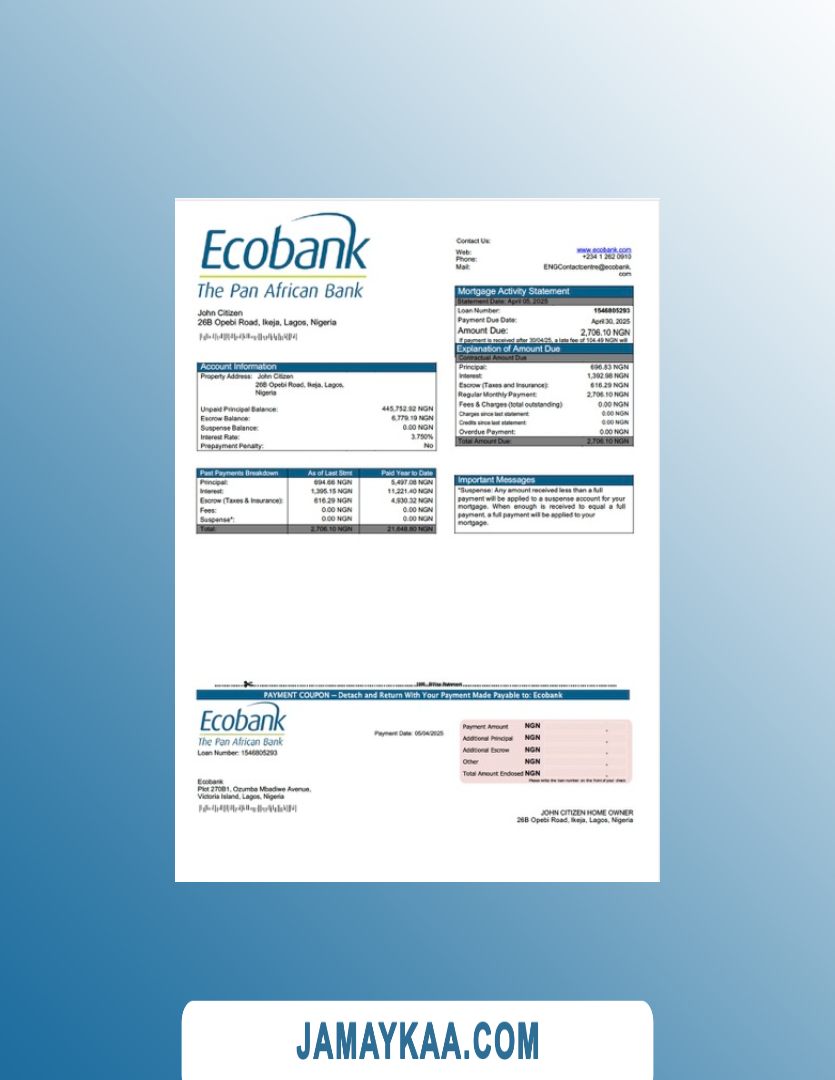 Ecobank
The Pan African Bank
John Citizen
26B Opebi Road, Ikeja, Lagos, Nigeria
Contact Us:
Web: www.ecobank.com
Phone: +234 1 262 0910
Mail: ENGContactcentre@ecobank.
com
Mortgage Activity Statement
Statement Date: April 05, 2025
Loan Number: 1546805293
Payment Due Date: April 30, 2025
Amount Due: 2,706.10 NGN
If payment is received after 30/04/25, a late fee of 104.49 NGN will
Explanation of Amount Due
Contractual Amount Due
Principal: 696.83 NGN
Interest: 1,392.98 NGN
Escrow (Taxes and Insurance): 616.29 NGN
Regular Monthly Payment: 2,706.10 NGN
Fees & Charges (total outstanding) 0.00 NGN
Charges since last statement: 0.00 NGN
Credits since last statement: 0.00 NGN
Overdue Payment: 0.00 NGN
Total Amount Due: 2,706.10 NGN
Account Information
Property Address: John Citizen
26B Opebi Road, Ikeja, Lagos,
Nigeria
Unpaid Principal Balance: 445,752.92 NGN
Escrow Balance: 6,779.19 NGN
Suspense Balance: 0.00 NGN
Interest Rate: 3.750%
Prepayment Penalty: No
Past Payments Breakdown As of Last Stmt Paid Year to Date
Principal: 694.66 NGN 5,497.08 NGN
Interest: 1,395.15 NGN 11,221.40 NGN
Escrow (Taxes & Insurance): 616.29 NGN 4,930.32 NGN
Fees: 0.00 NGN 0.00 NGN
Suspense*: 0.00 NGN 0.00 NGN
Total: 2,706.10 NGN 21,648.80 NGN
Important Messages
*Suspense: Any amount received less than a full
payment will be applied to a suspense account for your
mortgage. When enough is received to equal a full
payment, a full payment will be applied to your
mortgage.
PAYMENT COUPON – Detach and Return With Your Payment Made Payable to: Ecobank
Ecobank
The Pan African Bank
Loan Number: 1546805293
Payment Date: 05/04/2025
Payment Amount NGN
Additional Principal NGN
Additional Escrow NGN
Other NGN
Total Amount Endosed NGN
Please write the loan number on the front of your check.
Ecobank
Plot 270B1, Ozumba Mbadiwe Avenue,
Victoria Island, Lagos, Nigeria
JOHN CITIZEN HOME OWNER
26B Opebi Road, Ikeja, Lagos, Nigeria
JAMAYKAA.COM